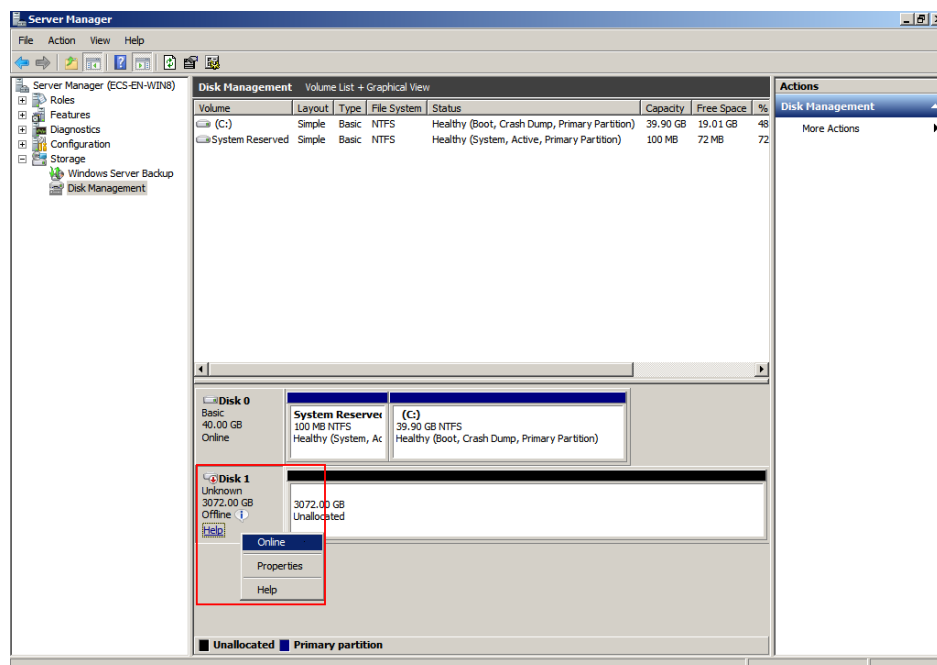 Server Manager
File Action View Help
Server Manager (ECS-EN-WIN8)
Roles
Features
Diagnostics
Configuration
Storage
Windows Server Backup
Disk Management
Disk Management Volume List + Graphical View
Volume Layout Type File System Status Capacity Free Space %
(C:) Simple Basic NTFS Healthy (Boot, Crash Dump, Primary Partition) 39.90 GB 19.01 GB 48
System Reserved Simple Basic NTFS Healthy (System, Active, Primary Partition) 100 MB 72 MB 72
Disk 0
Basic
40.00 GB
Online
System Reserve
100 MB NTFS
Healthy (System, Ac
(C:)
39.90 GB NTFS
Healthy (Boot, Crash Dump, Primary Partition)
Disk 1
Unknown
3072.00 GB
Offline
Help
3072.00 GB
Unallocated
Online
Properties
Help
Unallocated Primary partition
Actions
Disk Management
More Actions